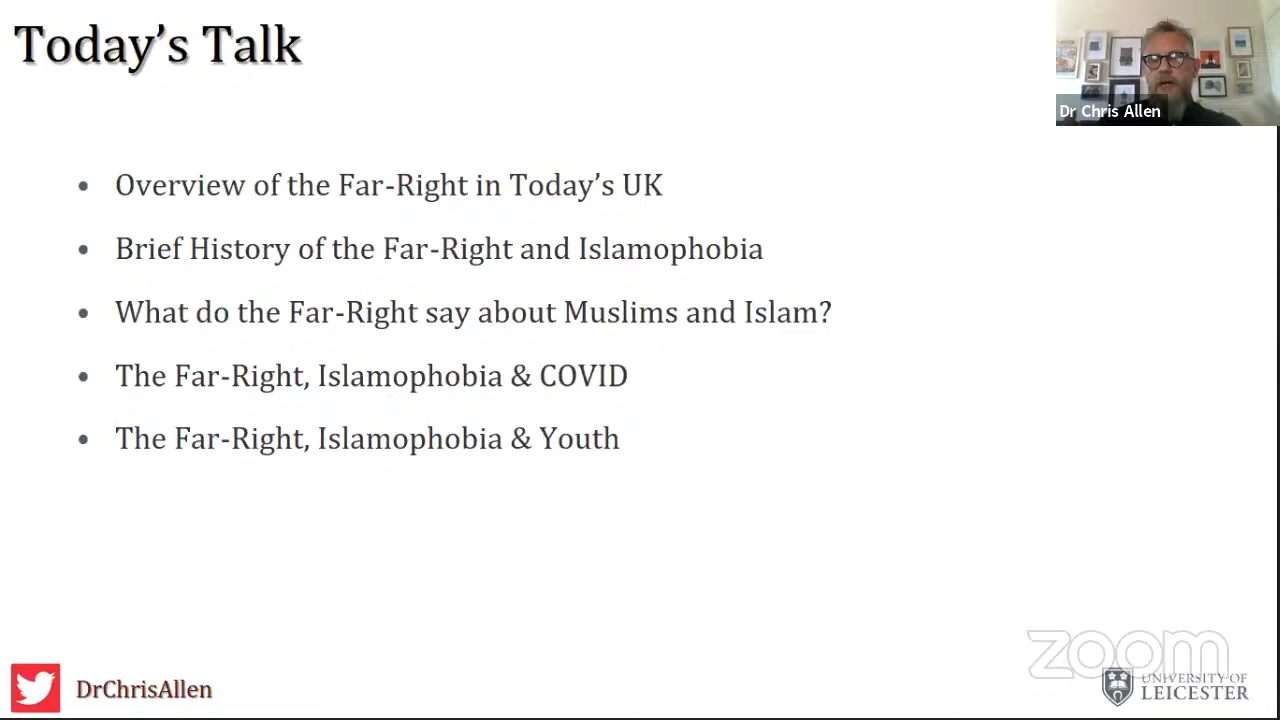 Today's Talk
Dr Chris Allen
• Overview of the Far-Right in Today's UK
• Brief History of the Far-Right and Islamophobia
• What do the Far-Right say about Muslims and Islam?
• The Far-Right, Islamophobia & COVID
• The Far-Right, Islamophobia & Youth
zoom
DrChrisAllen
UNIVERSITY OF
LEICESTER